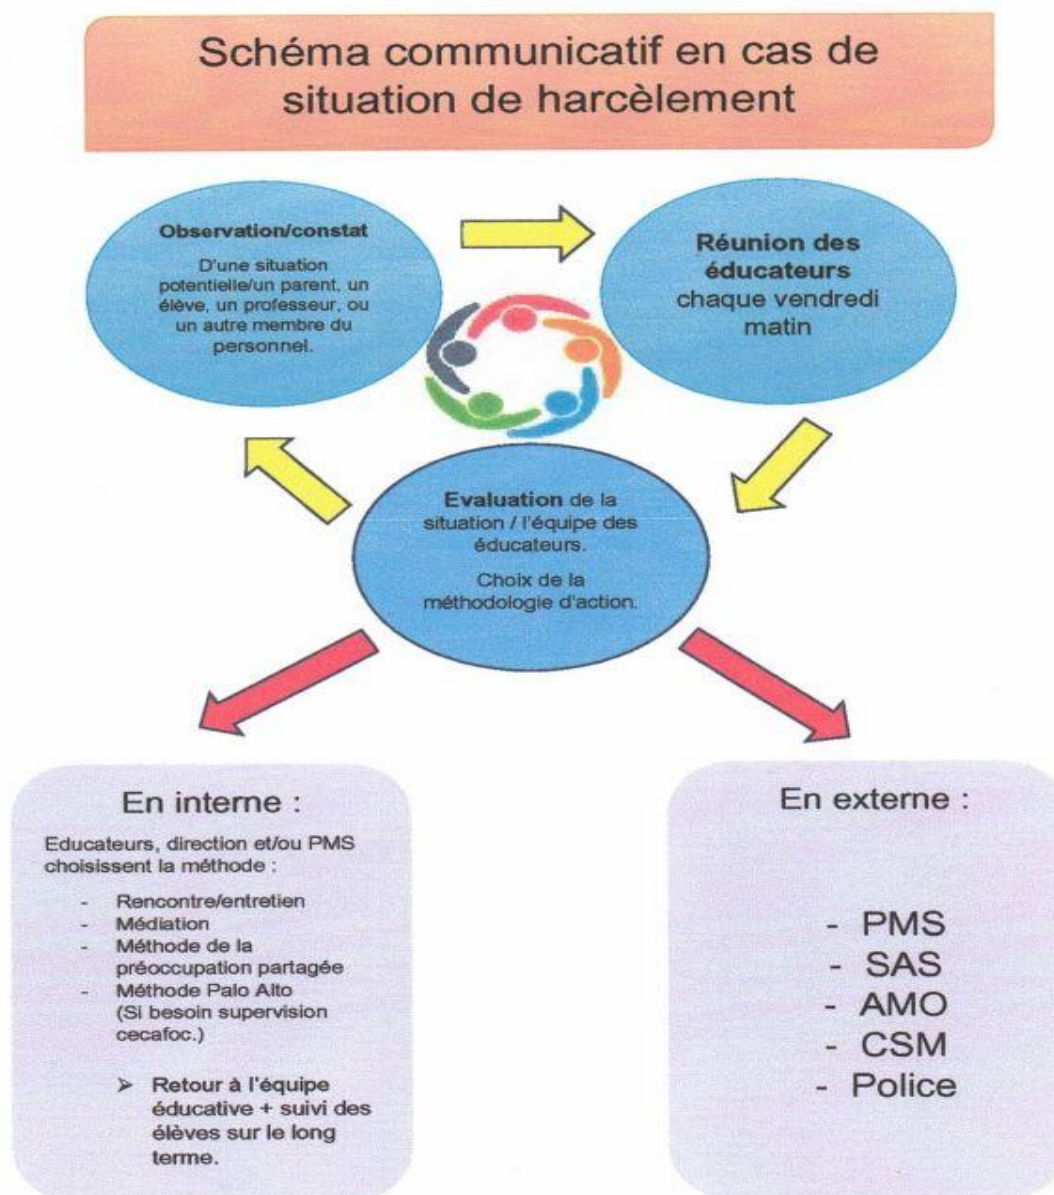 Schéma communicatif en cas de
situation de harcèlement
Observation/constat
D'une situation
potentielle/un parent, un
élève, un professeur, ou
un autre membre du
personnel.
Réunion des
éducateurs
chaque vendredi
matin
Evaluation de la
situation / l'équipe des
éducateurs.
Choix de la
méthodologie d'action.
En interne :
Educateurs, direction et/ou PMS
choisissent la méthode :
- Rencontre/entretien
- Médiation
- Méthode de la
préoccupation partagée
- Méthode Palo Alto
(Si besoin supervision
cecafoc.)
➢ Retour à l'équipe
éducative + suivi des
élèves sur le long
terme.
En externe :
- PMS
- SAS
- AMO
- CSM
- Police